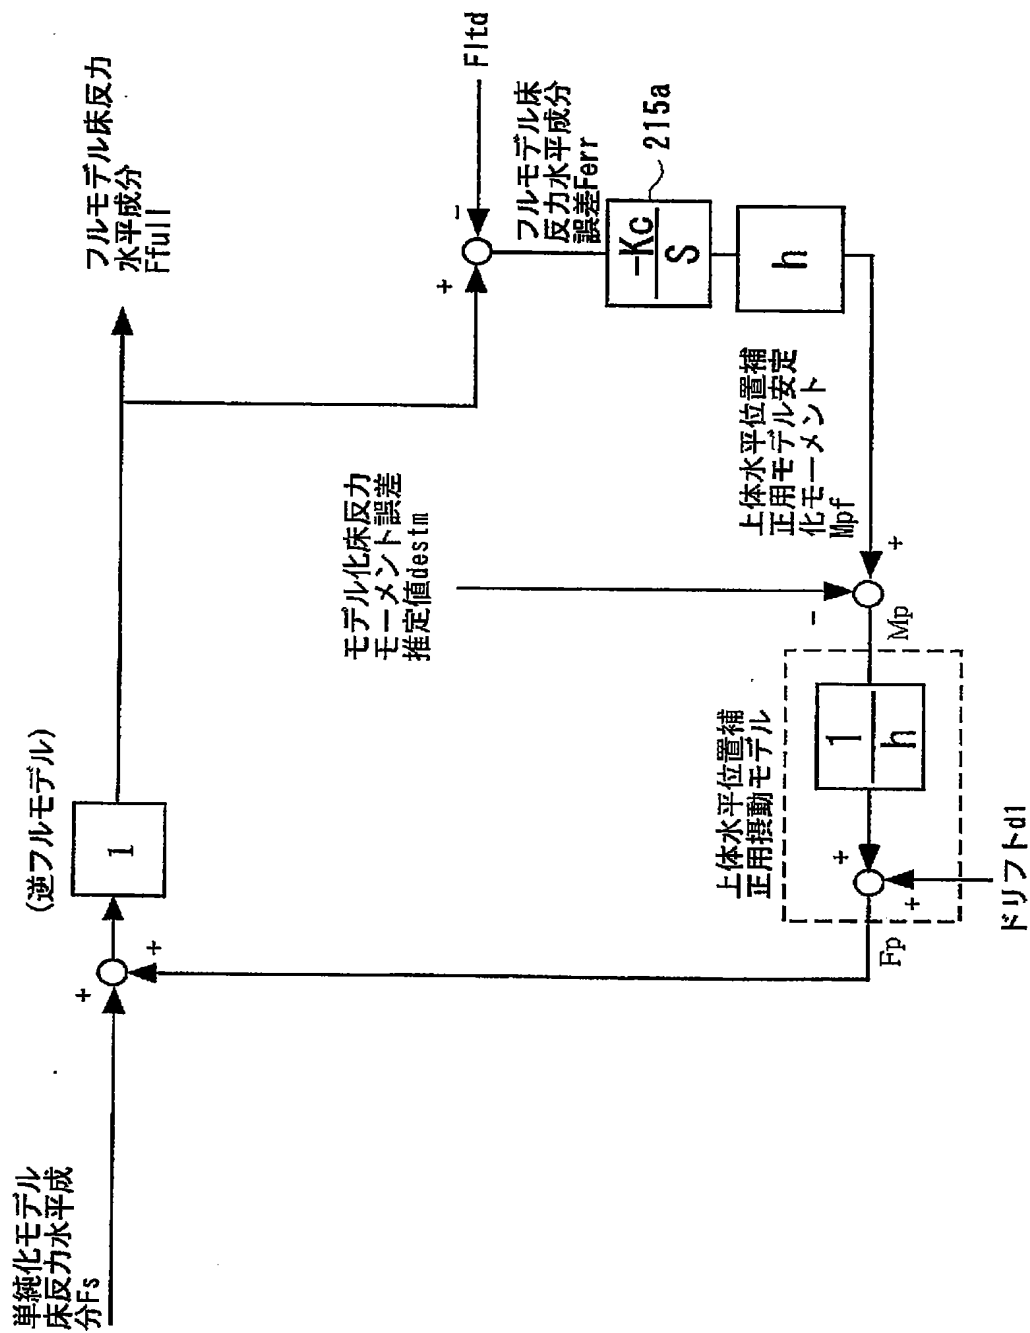 単純化モデル
床反力水平成
分Fs
+
+
(逆フルモデル)
1
フルモデル床反力
水平成分
Ffull
モデル化床反力
モーメント誤差
推定値destm
+
-
Fltd
フルモデル床
反力水平成分
誤差Ferr
-Kc
S
215a
h
上体水平位置補
正用モデル安定
化モーメント
Mpf
+
-
Mp
上体水平位置補
正用摂動モデル
1
h
+
+
Fp
ドリフトd1